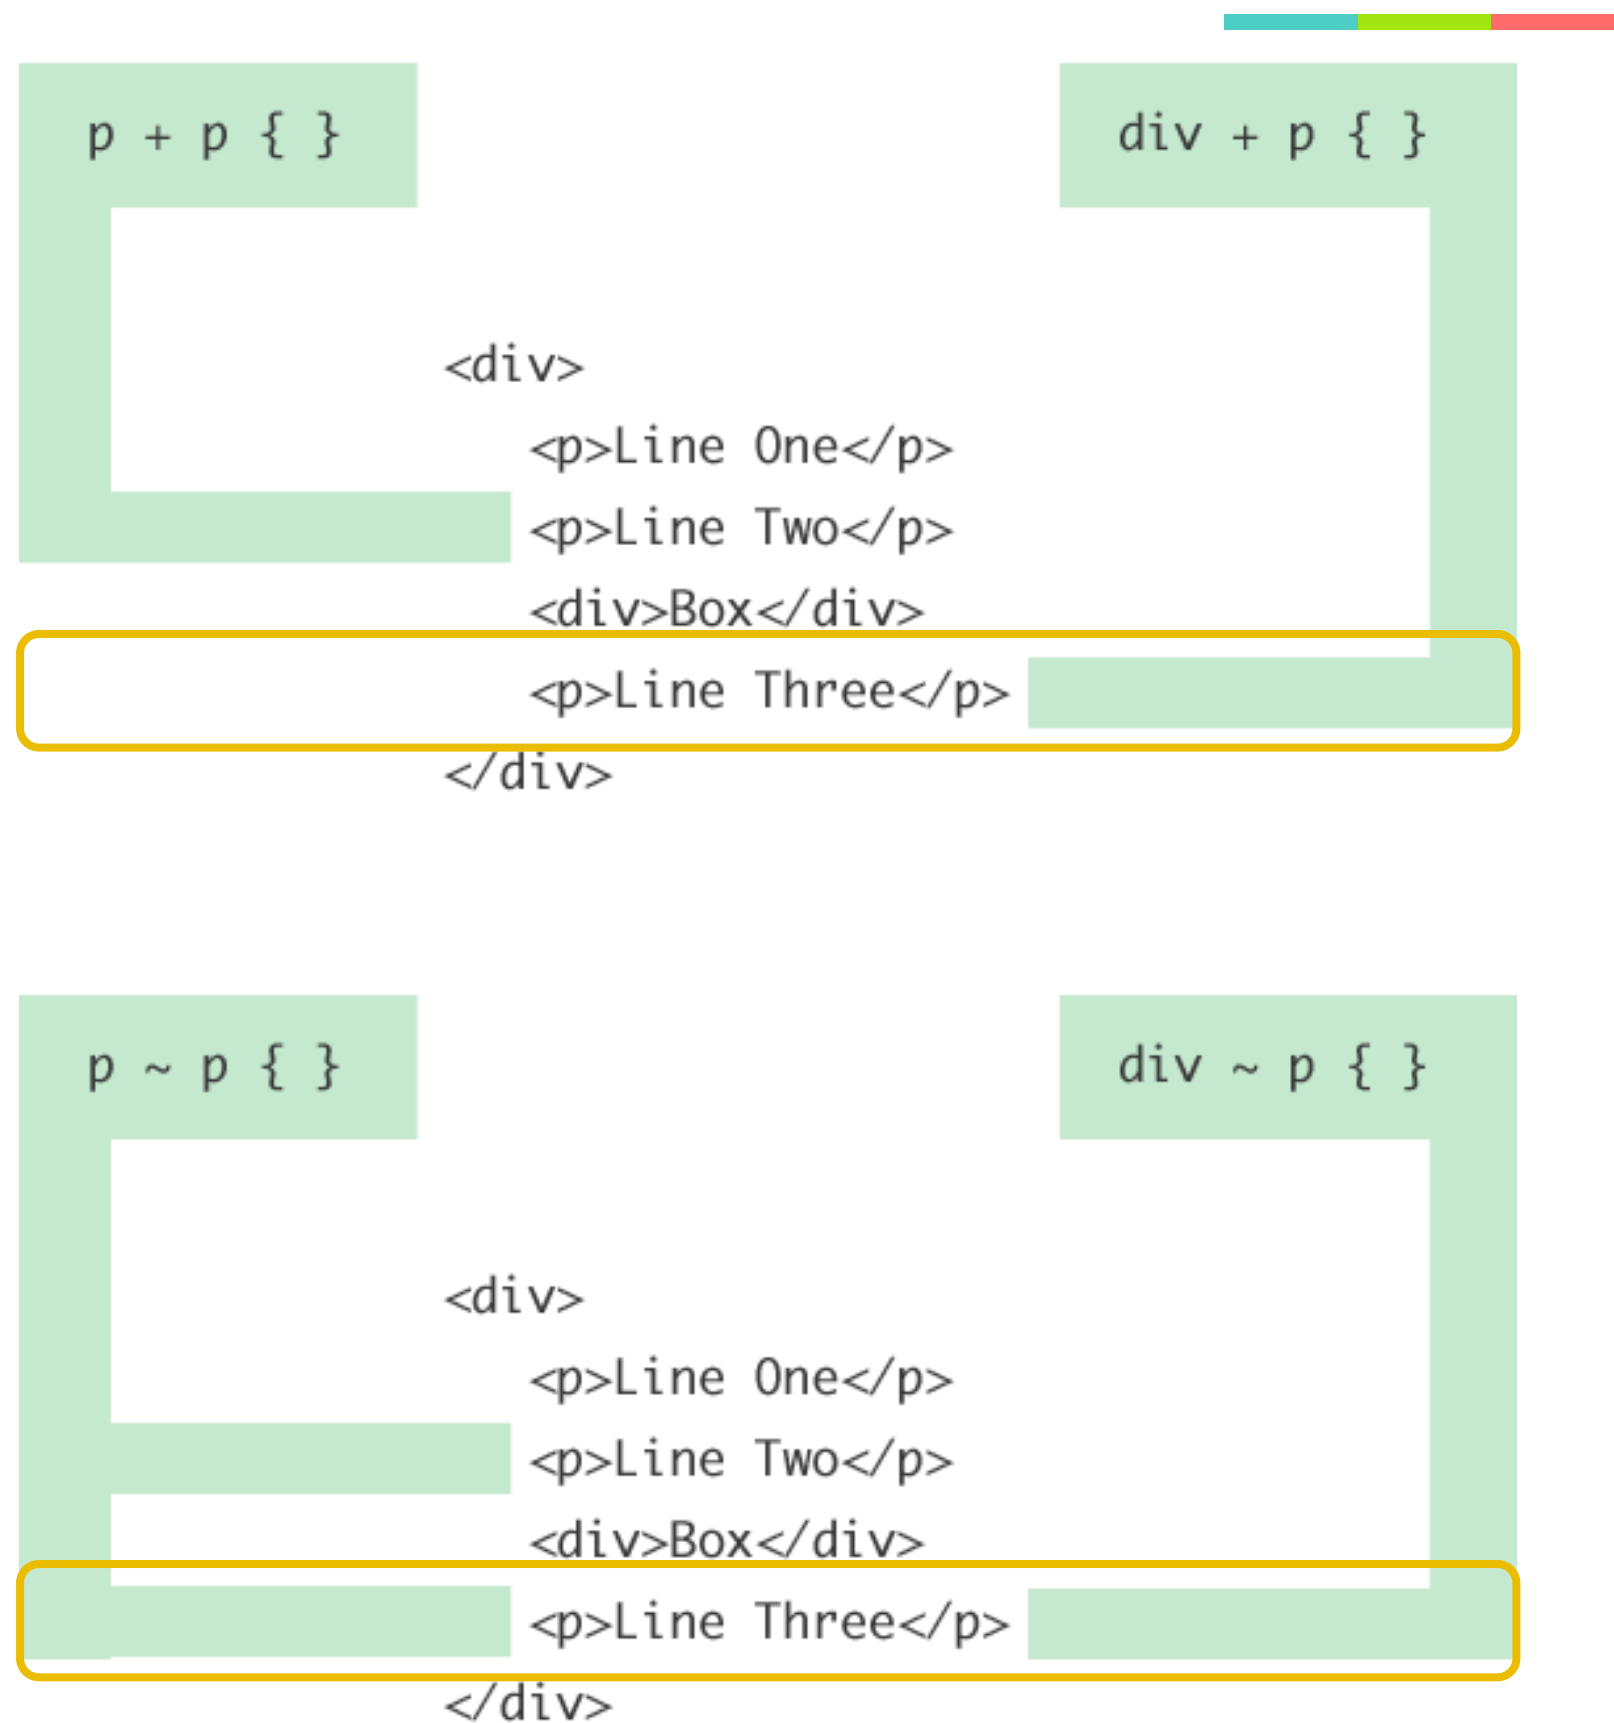 p + p { }
div + p { }
<div>
<p>Line One</p>
<p>Line Two</p>
<div>Box</div>
<p>Line Three</p>
</div>
p ~ p { }
div ~ p { }
<div>
<p>Line One</p>
<p>Line Two</p>
<div>Box</div>
<p>Line Three</p>
</div>